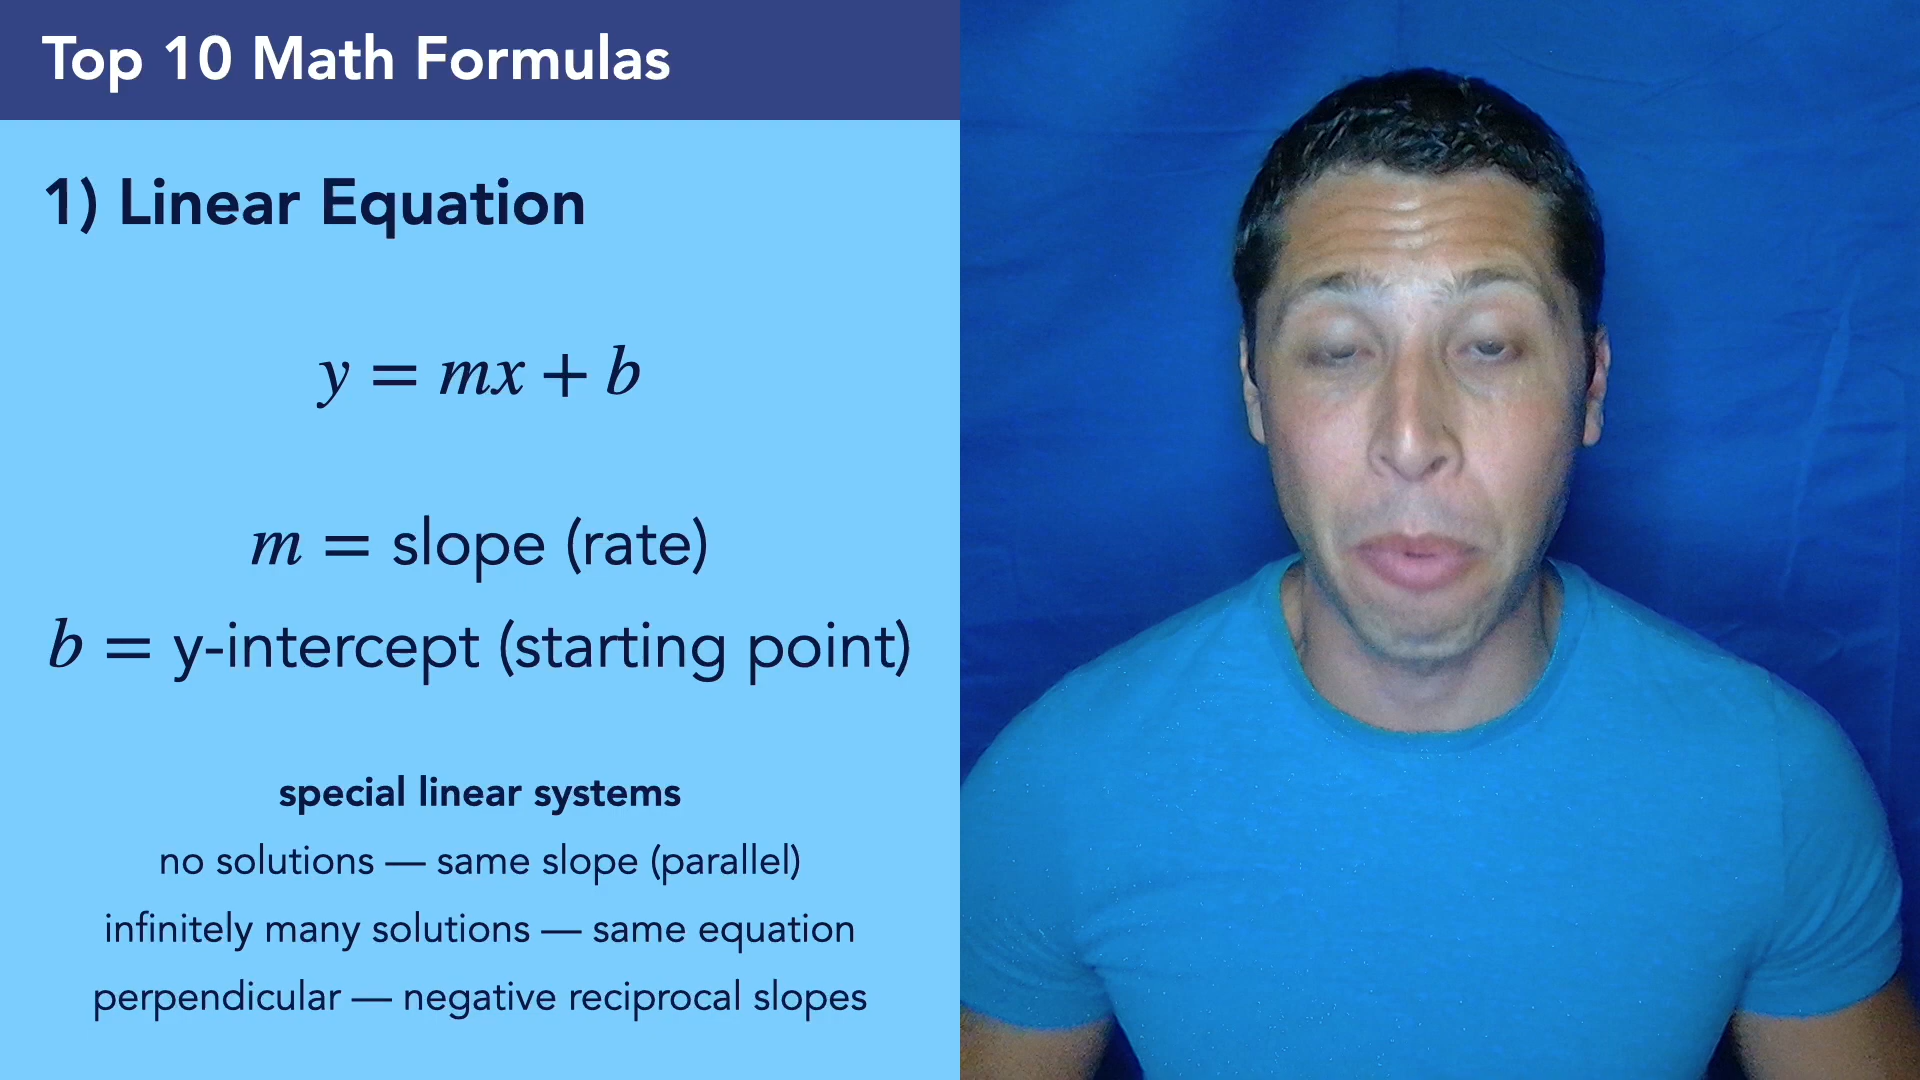 Top 10 Math Formulas
1) Linear Equation
y = mx + b
m = slope (rate)
b = y-intercept (starting point)
special linear systems
no solutions — same slope (parallel)
infinitely many solutions — same equation
perpendicular — negative reciprocal slopes